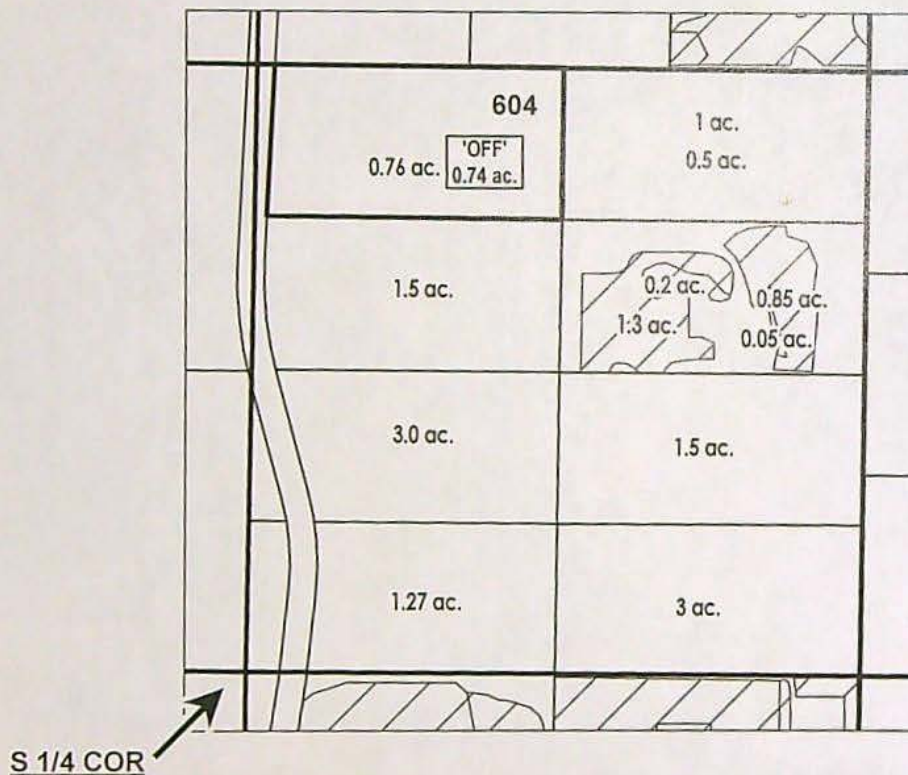 604
'OFF'
0.76 ac. 0.74 ac.
1 ac.
0.5 ac.
1.5 ac.
0.2 ac.
0.85 ac.
1:3 ac.
0.05 ac.
3.0 ac.
1.5 ac.
1.27 ac.
3 ac.
S 1/4 COR